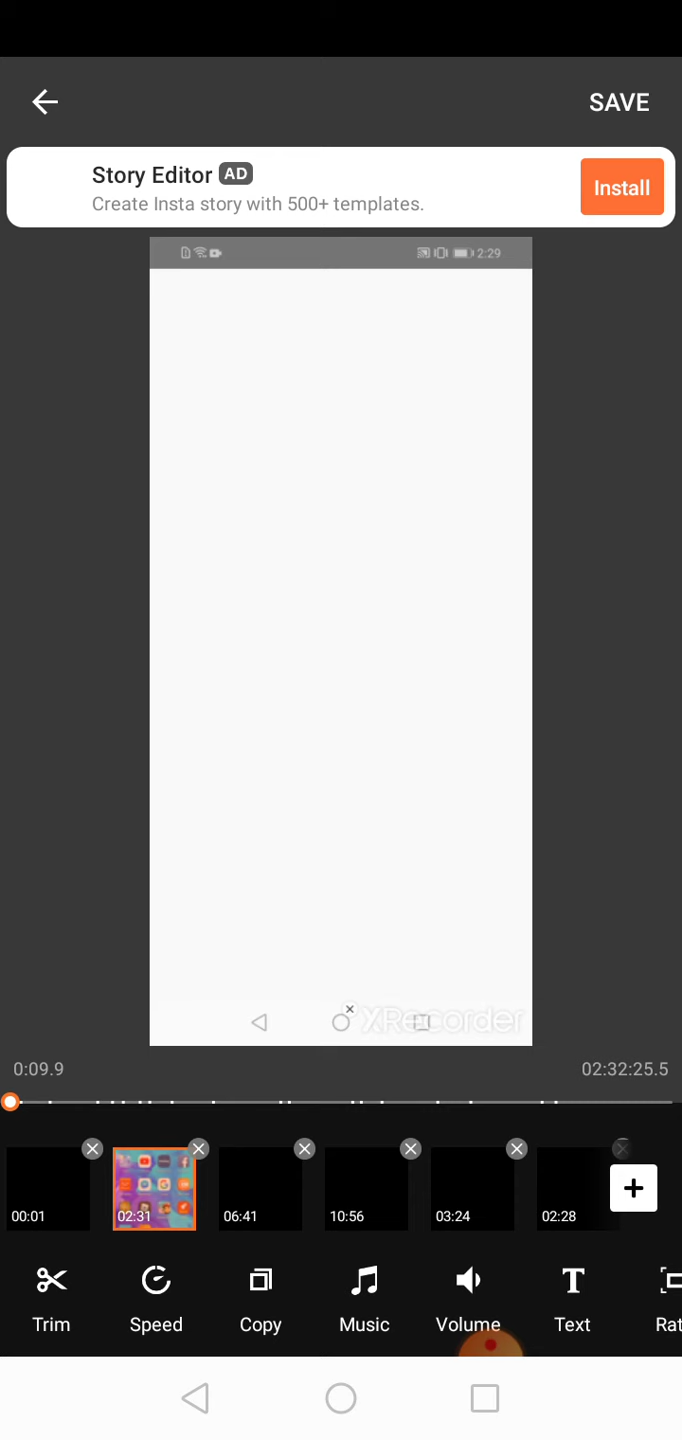 SAVE
Story Editor AD
Create Insta story with 500+ templates.
Install
2:29
XRecorder
0:09.9
02:32:25.5
00:01
02:31
06:41
10:56
03:24
02:28
Trim
Speed
Copy
Music
Volume
Text
Rat